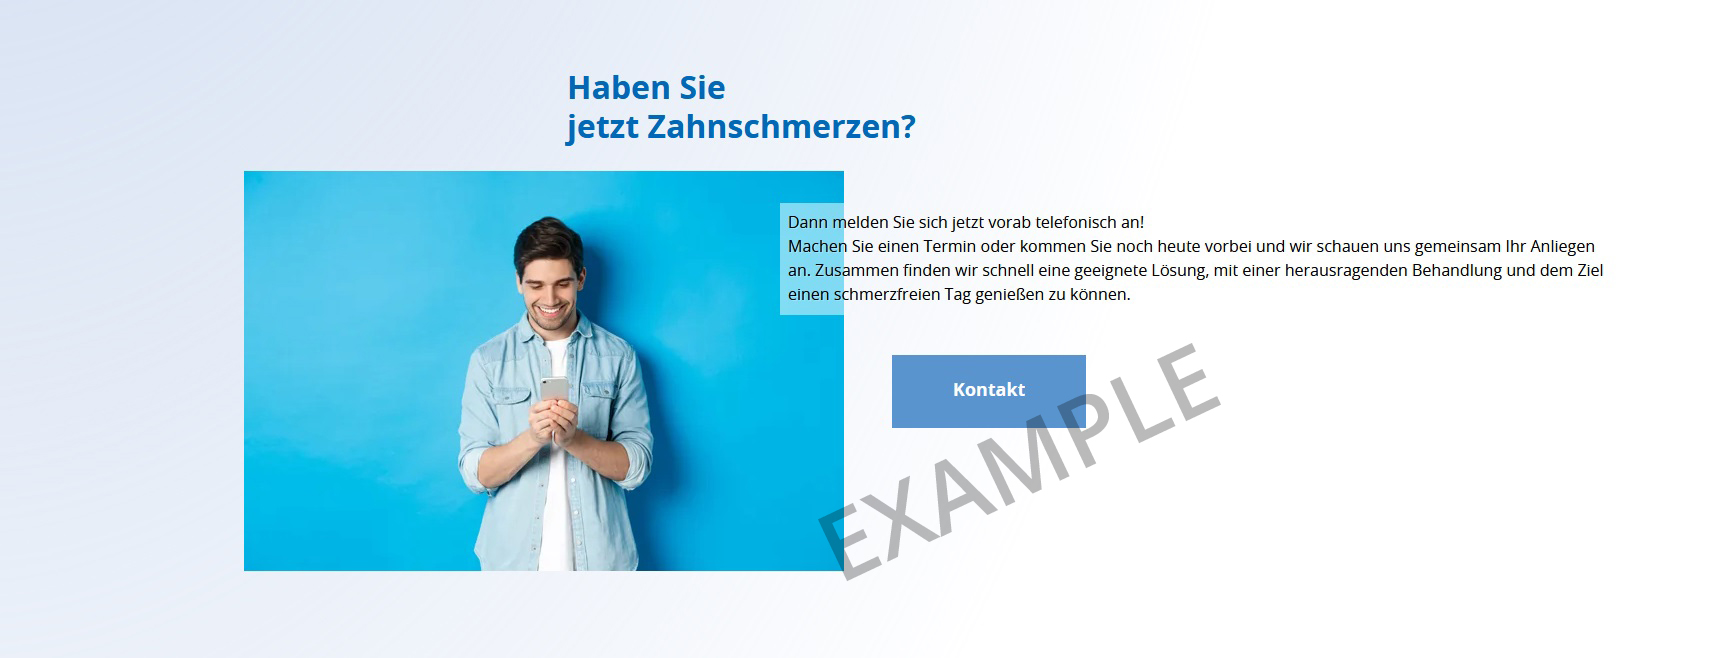 Haben Sie
jetzt Zahnschmerzen?
Dann melden Sie sich jetzt vorab telefonisch an!
Machen Sie einen Termin oder kommen Sie noch heute vorbei und wir schauen uns gemeinsam Ihr Anliegen
an. Zusammen finden wir schnell eine geeignete Lösung, mit einer herausragenden Behandlung und dem Ziel
einen schmerzfreien Tag genießen zu können.
Kontakt
EXAMPLE